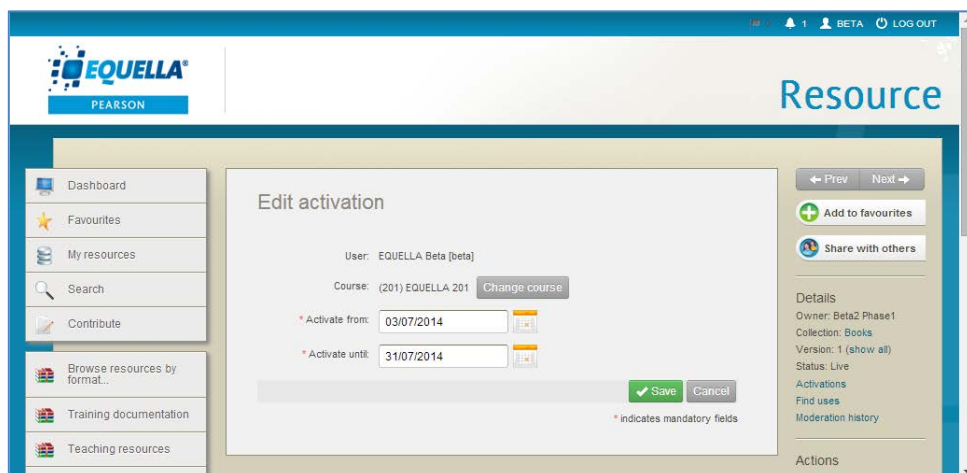 1 BETA LOG OUT
EQUELLA®
PEARSON
Resource
Dashboard
Favourites
My resources
Search
Contribute
Browse resources by
format...
Training documentation
Teaching resources
Edit activation
User: EQUELLA Beta [beta]
Course: (201) EQUELLA 201 Change course
* Activate from: 03/07/2014
* Activate until: 31/07/2014
Save Cancel
* indicates mandatory fields
Prev Next
Add to favourites
Share with others
Details
Owner: Beta2 Phase1
Collection: Books
Version: 1 (show all)
Status: Live
Activations
Find uses
Moderation history
Actions